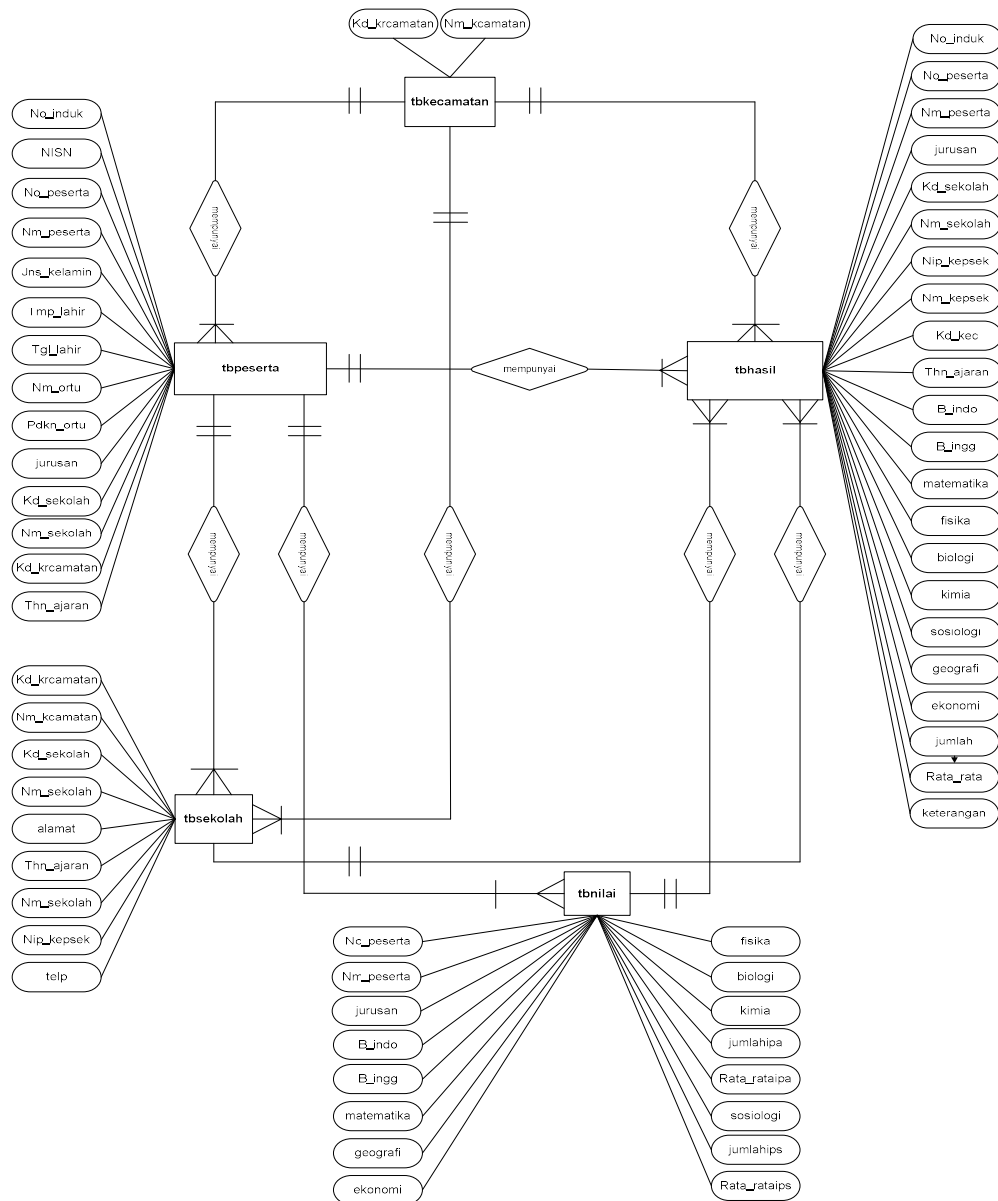 Kd_krcamatan
Nm_kcamatan
tbkecamatan
No_induk
NISN
No_peserta
Nm_peserta
Jns_kelamin
Tmp_lahir
Tgl_lahir
Nm_ortu
Pdkn_ortu
jurusan
Kd_sekolah
Nm_sekolah
Kd_krcamatan
Thn_ajaran
mempunyai
mempunyai
tbpeserta
mempunyai
tbhasil
No_induk
No_peserta
Nm_peserta
jurusan
Kd_sekolah
Nm_sekolah
Nip_kepsek
Nm_kepsek
Kd_kec
Thn_ajaran
B_indo
B_ingg
matematika
fisika
biologi
kimia
sosiologi
geografi
ekonomi
jumlah
Rata_rata
keterangan
mempunyai
mempunyai
mempunyai
mempunyai
mempunyai
Kd_krcamatan
Nm_kcamatan
Kd_sekolah
Nm_sekolah
alamat
Thn_ajaran
Nm_sekolah
Nip_kepsek
telp
tbsekolah
tbnilai
No_peserta
Nm_peserta
jurusan
B_indo
B_ingg
matematika
geografi
ekonomi
fisika
biologi
kimia
jumlahipa
Rata_rataipa
sosiologi
jumlahips
Rata_rataips